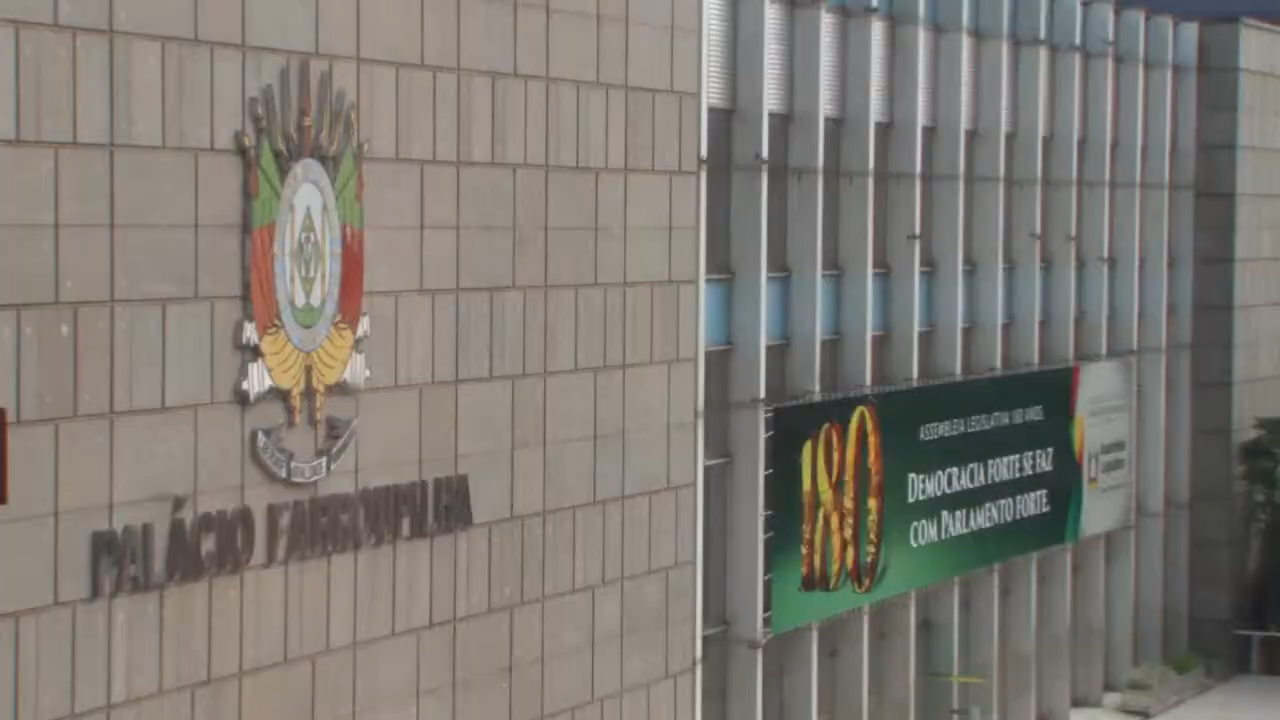 PALÁCIO FARROUPILHA
180
ASSEMBLEIA LEGISLATIVA 180 ANOS.
DEMOCRACIA FORTE SE FAZ
COM PARLAMENTO FORTE.